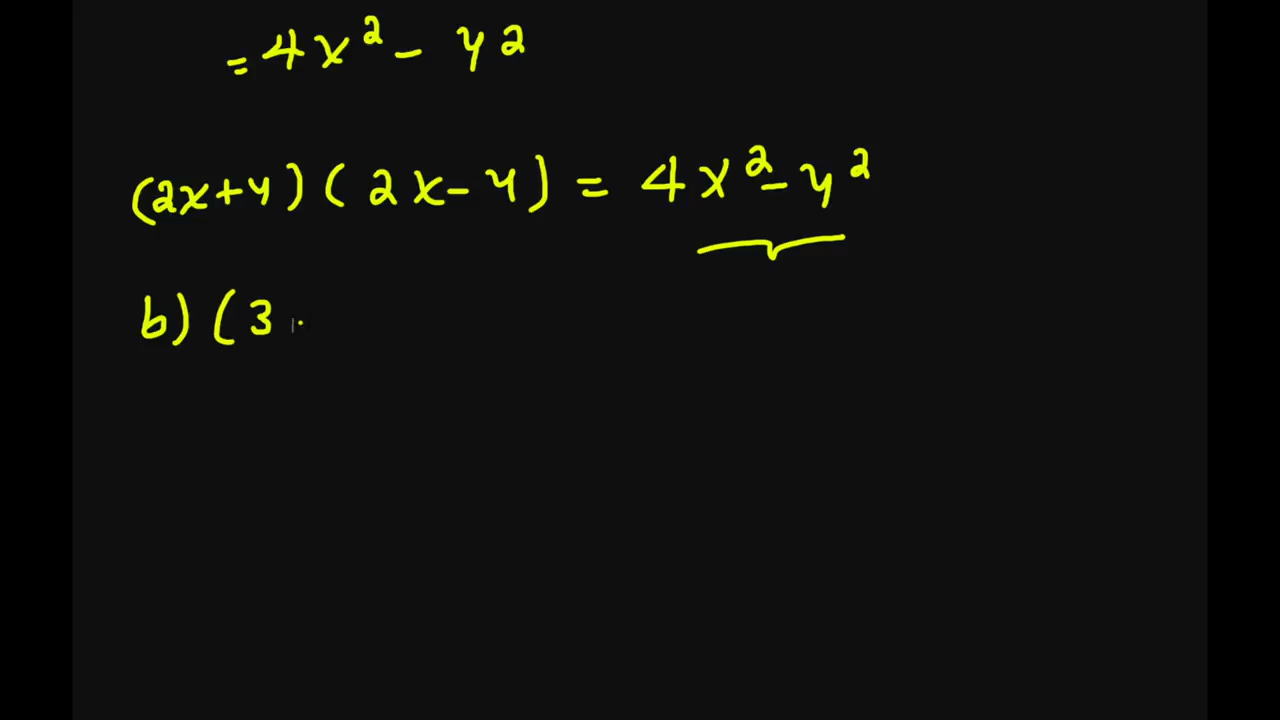 = 4x² - y²
(2x+y)(2x-y) = 4x²-y²
b) (3